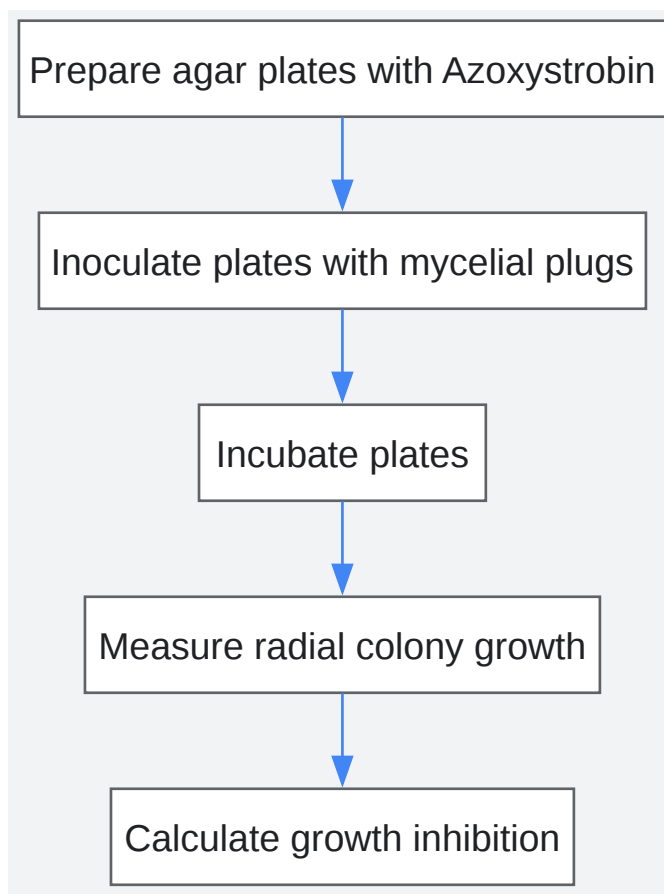 Prepare agar plates with Azoxystrobin
Inoculate plates with mycelial plugs
Incubate plates
Measure radial colony growth
Calculate growth inhibition